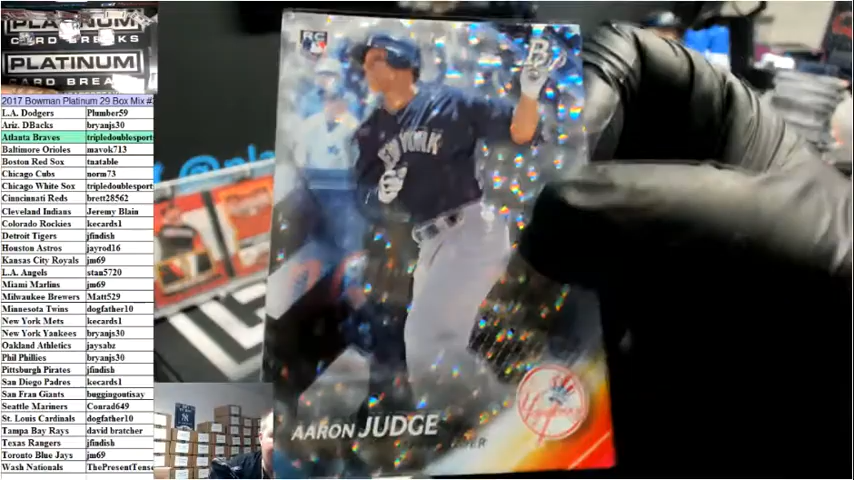 PLATINUM
CARD BREAKS
PLATINUM
CARD BREA
2017 Bowman Platinum 29 Box Mix #
L.A. Dodgers Plumber59
Ariz. DBacks bryanjs30
Atlanta Braves tripledoublesport
Baltimore Orioles mavok713
Boston Red Sox tnatable
Chicago Cubs norm73
Chicago White Sox tripledoublesport
Cinncinnati Reds brett28562
Cleveland Indians Jeremy Blain
Colorado Rockies kecards1
Detroit Tigers jfindish
Houston Astros jayrod16
Kansas City Royals jm69
L.A. Angels stan5720
Miami Marlins jm69
Milwaukee Brewers Matt529
Minnesota Twins dogfather10
New York Mets kecards1
New York Yankees bryanjs30
Oakland Athletics jaysabz
Phil Phillies bryanjs30
Pittsburgh Pirates jfindish
San Diego Padres kecards1
San Fran Giants buggingoutisay
Seattle Mariners Conrad649
St. Louis Cardinals dogfather10
Tampa Bay Rays david bratcher
Texas Rangers jfindish
Toronto Blue Jays jm69
Wash Nationals ThePresentTense
RC
B
NEW YORK
Yankees
AARON JUDGE